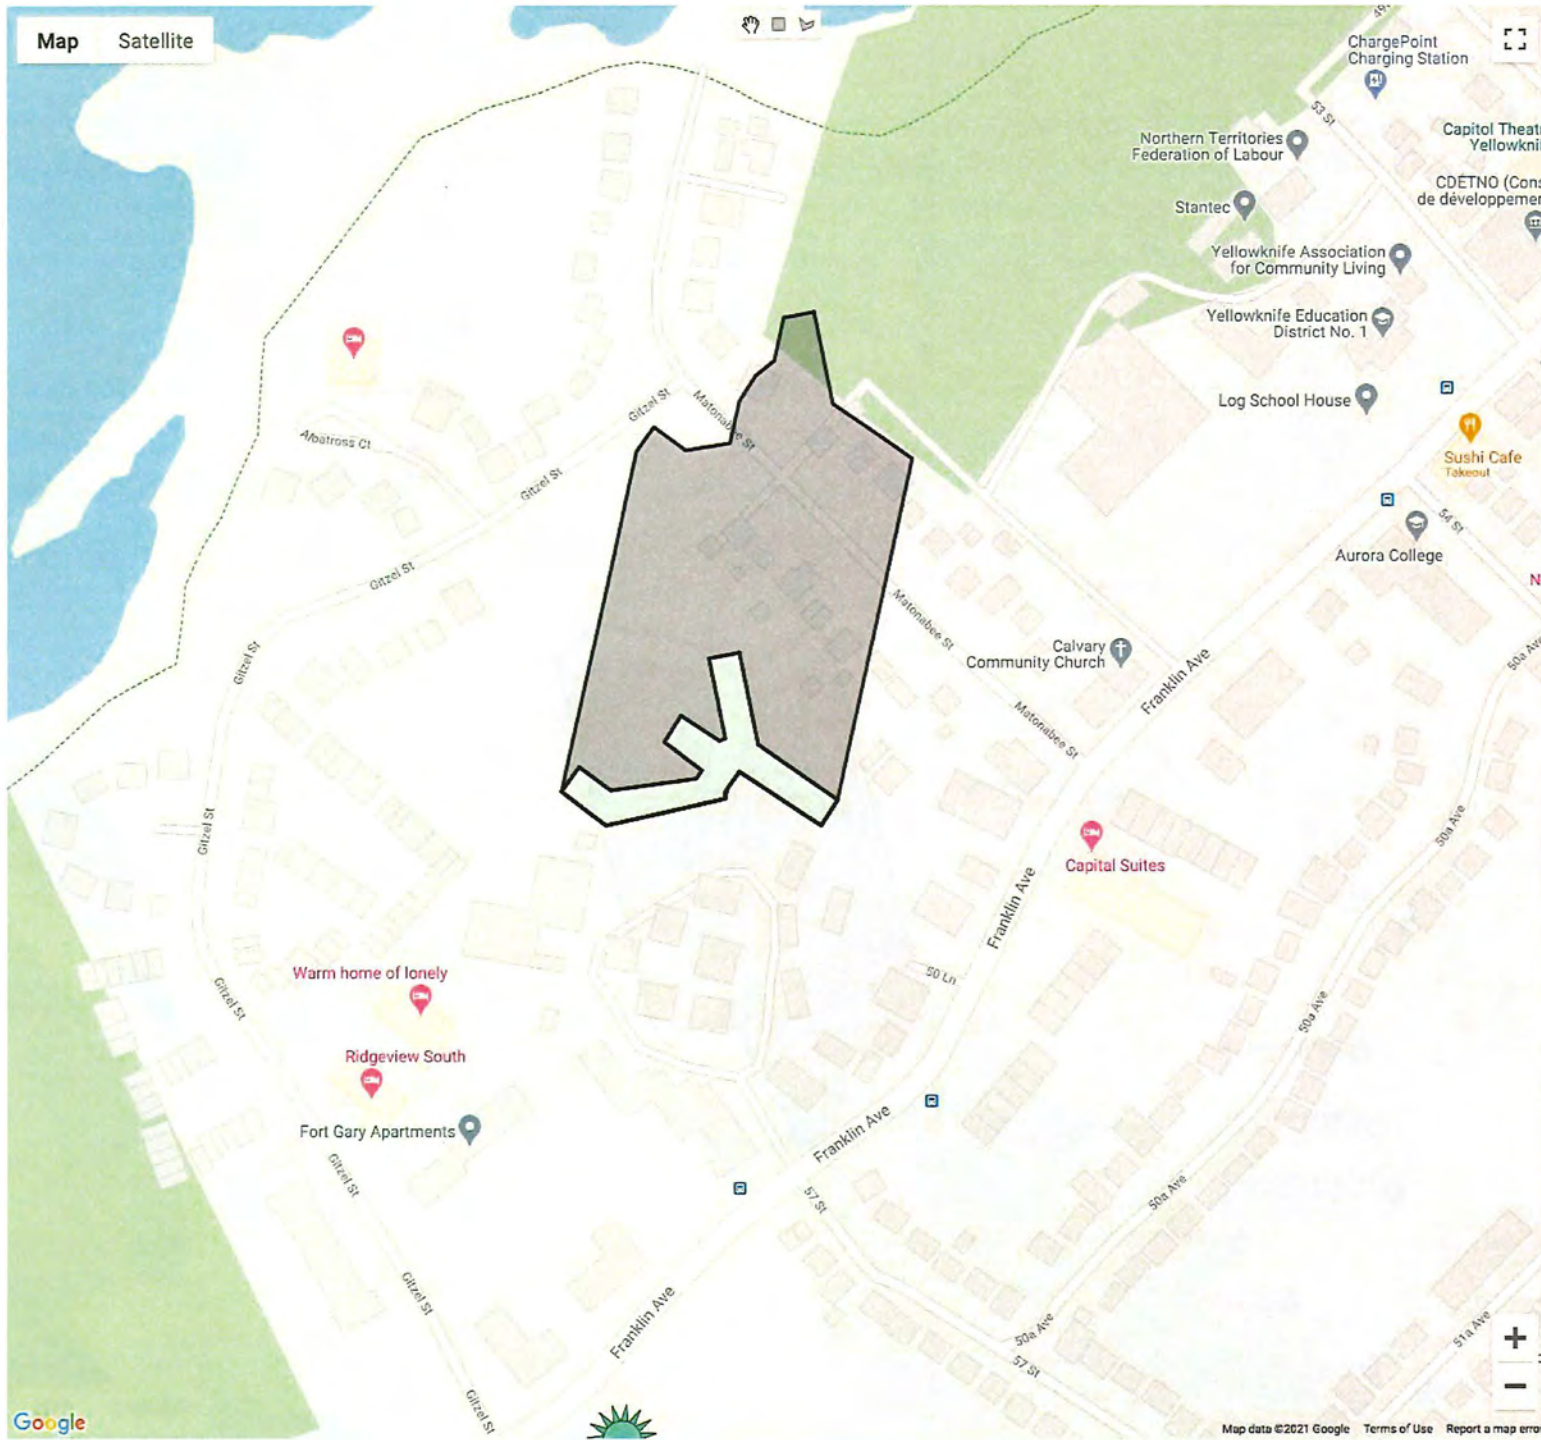 Map Satellite
49
ChargePoint
Charging Station
53 St
Northern Territories
Federation of Labour
Capitol Theat
Yellowkni
CDÉTNO (Cons
de développemen
Stantec
Yellowknife Association
for Community Living
Yellowknife Education
District No. 1
Log School House
Gitzel St
Matonabee St
Albatross Ct
Gitzel St
Sushi Cafe
Takeout
54 St
Aurora College
N
Gitzel St
Matonabee St
Calvary
Community Church
Franklin Ave
50a Ave
Gitzel St
Matonabee St
Gitzel St
50a Ave
Capital Suites
Franklin Ave
Warm home of lonely
50 Ln
Gitzel St
50a Ave
Ridgeview South
Fort Gary Apartments
Franklin Ave
Gitzel St
57 St
50a Ave
Gitzel St
Franklin Ave
50a Ave
51a Ave
57 St
Gitzel St
Google
Map data ©2021 Google Terms of Use Report a map erro